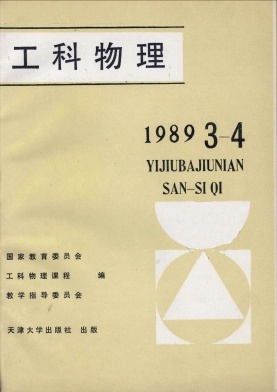 工科物理
1989 3-4
YIJIUBAJIUNIAN
SAN-SI QI
国家教育委员会
工科物理课程 编
教学指导委员会
天津大学出版社 出版